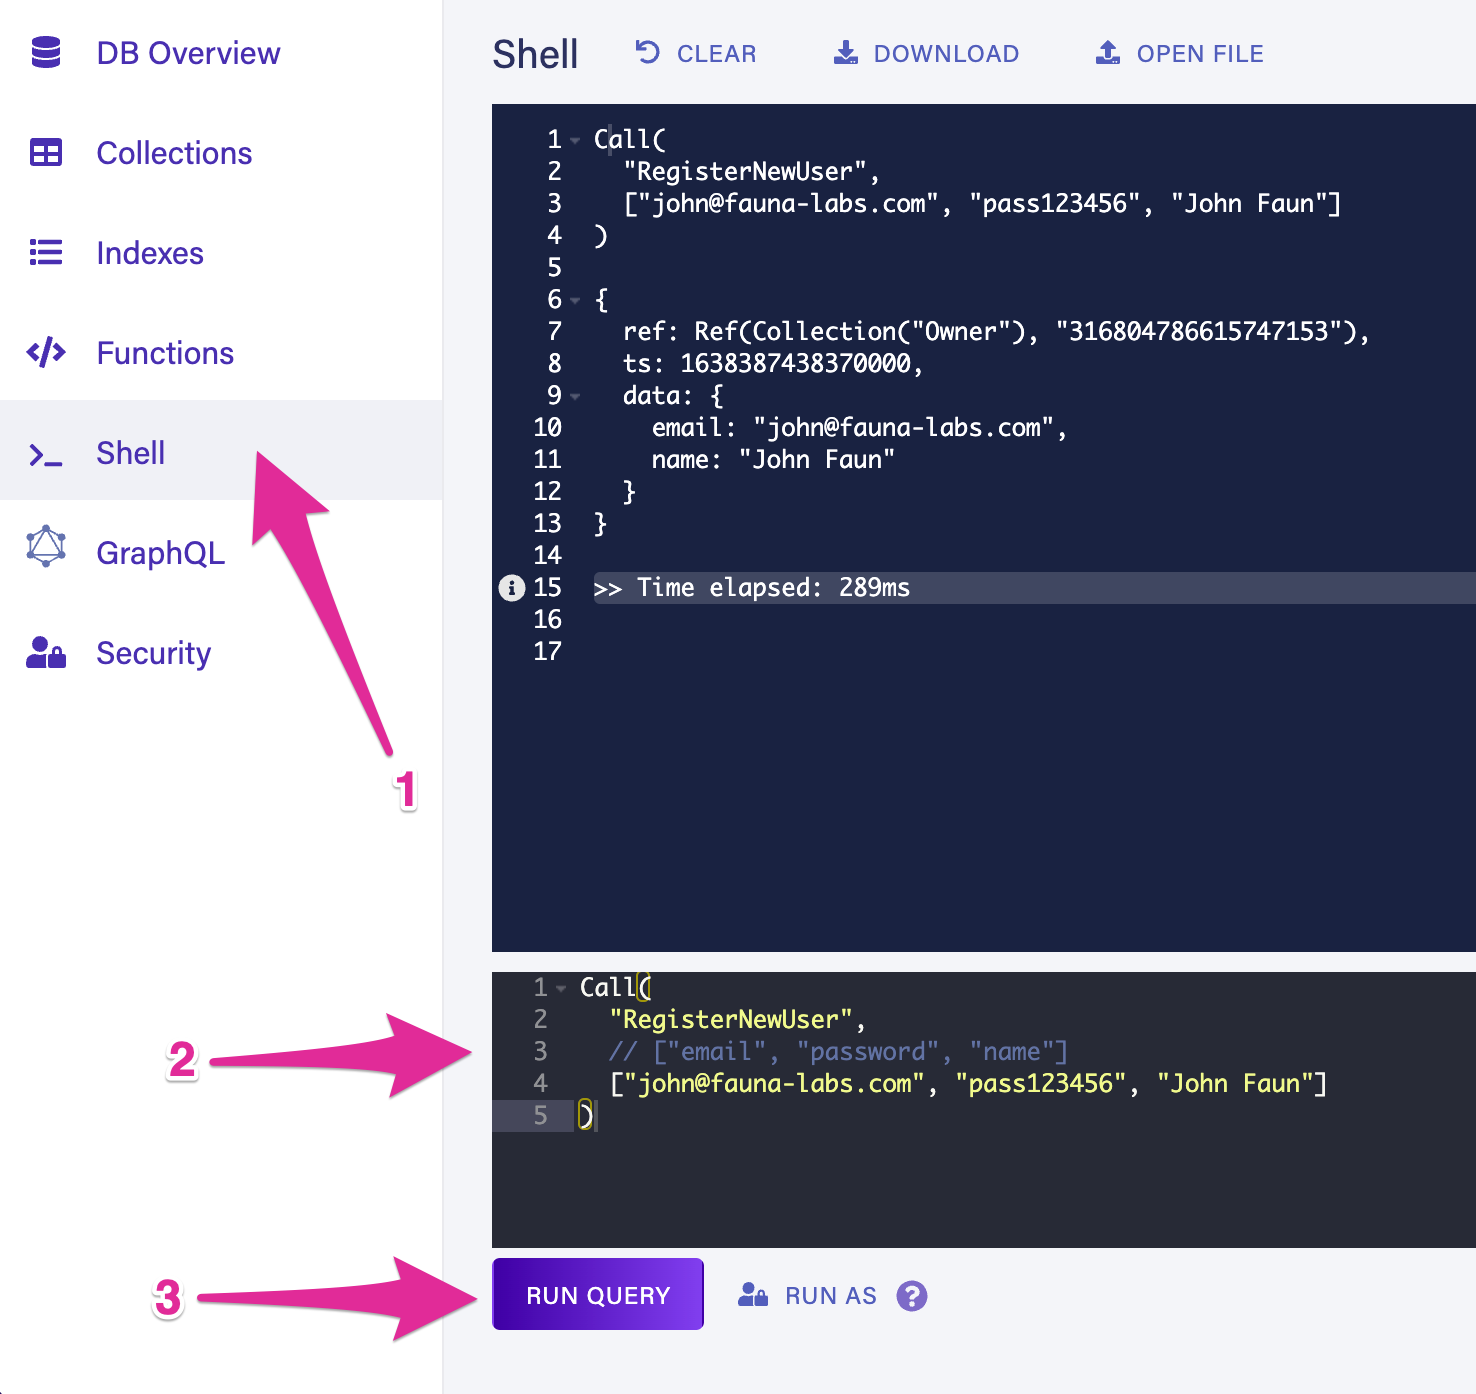 DB Overview
Collections
Indexes
Functions
Shell
GraphQL
Security
1
2
3
Shell
CLEAR
DOWNLOAD
OPEN FILE
1 Call(
2 "RegisterNewUser",
3 ["john@fauna-labs.com", "pass123456", "John Faun"]
4 )
5
6 {
7 ref: Ref(Collection("Owner"), "316804786615747153"),
8 ts: 1638387438370000,
9 data: {
10 email: "john@fauna-labs.com",
11 name: "John Faun"
12 }
13 }
14
15 >> Time elapsed: 289ms
16
17
1 Call(
2 "RegisterNewUser",
3 // ["email", "password", "name"]
4 ["john@fauna-labs.com", "pass123456", "John Faun"]
5 )
RUN QUERY
RUN AS ?